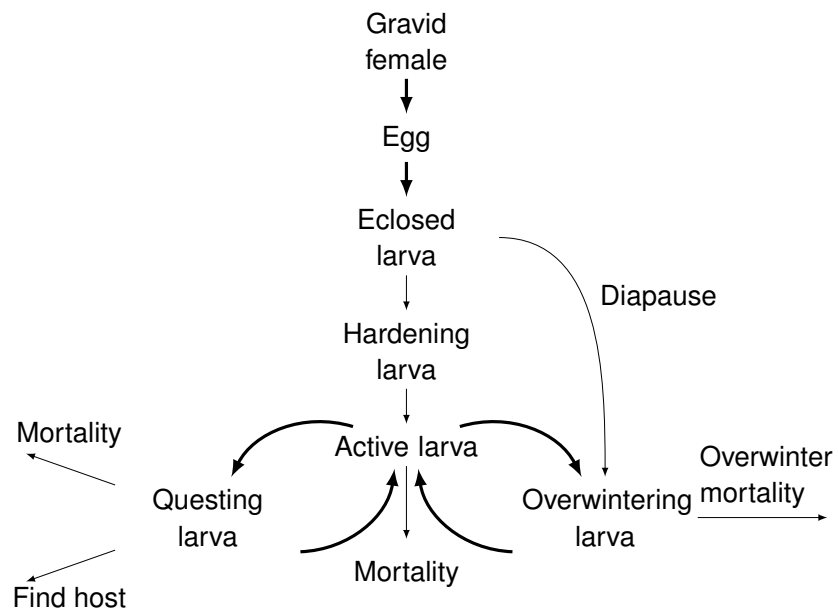 Gravid
female
Egg
Eclosed
larva
Diapause
Hardening
larva
Mortality
Active larva
Overwinter
mortality
Questing
larva
Overwintering
larva
Mortality
Find host